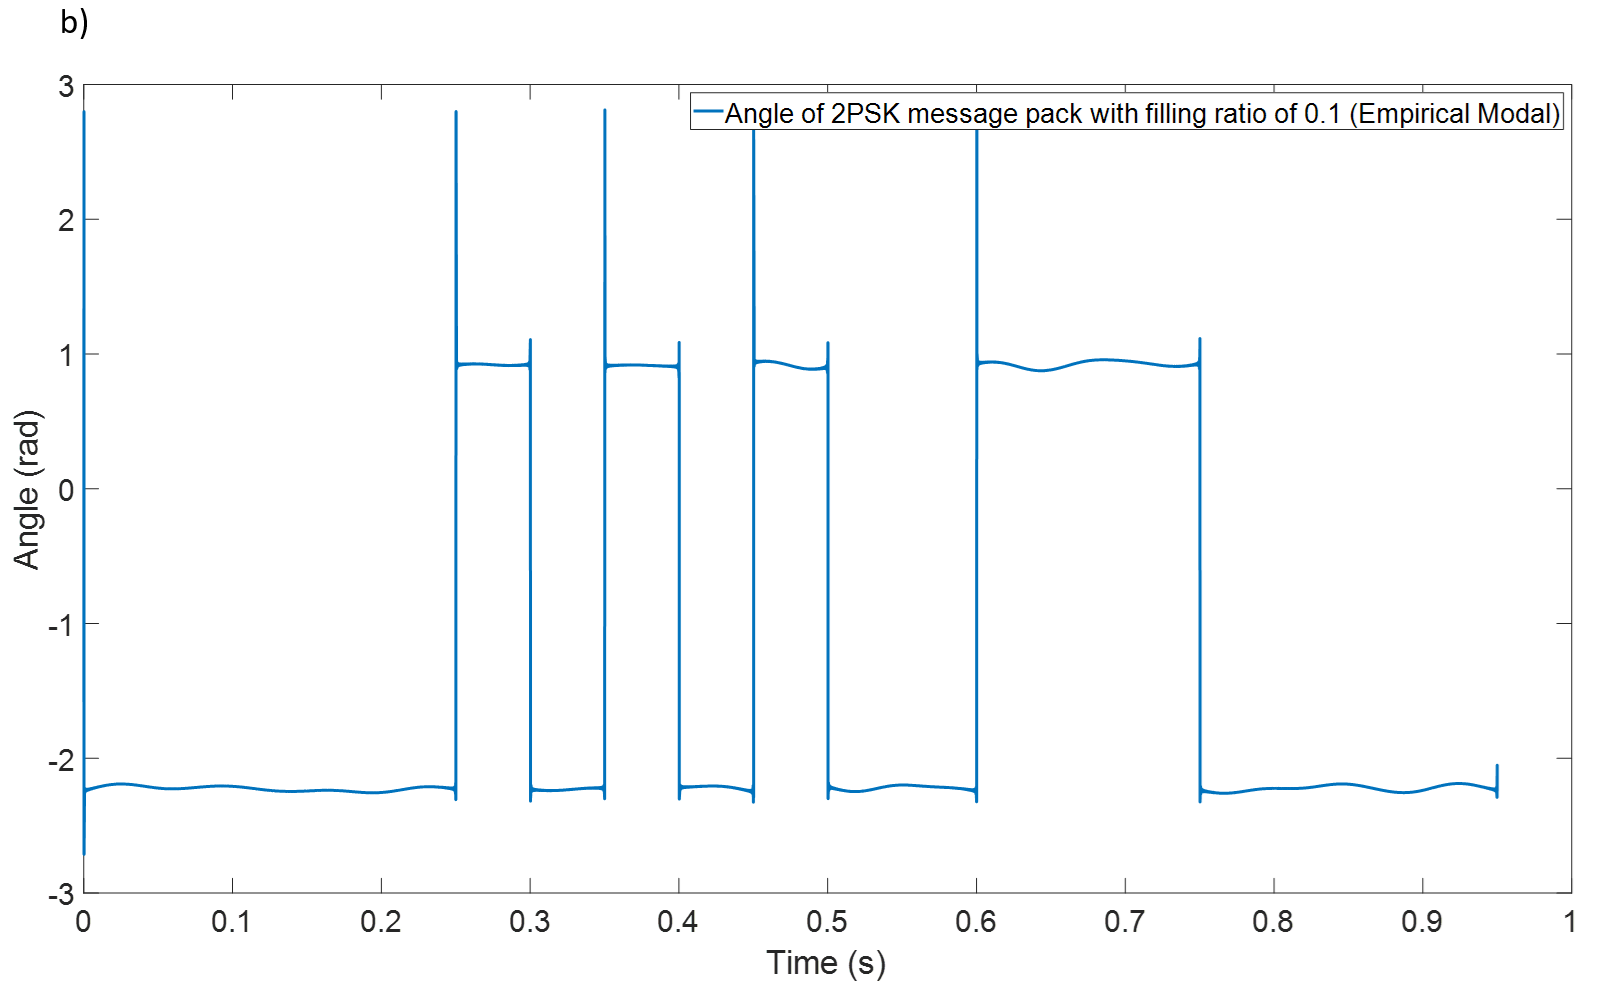 b)
3
2
1
0
-1
-2
-3
Angle (rad)
Angle of 2PSK message pack with filling ratio of 0.1 (Empirical Modal)
0 0.1 0.2 0.3 0.4 0.5 0.6 0.7 0.8 0.9 1
Time (s)